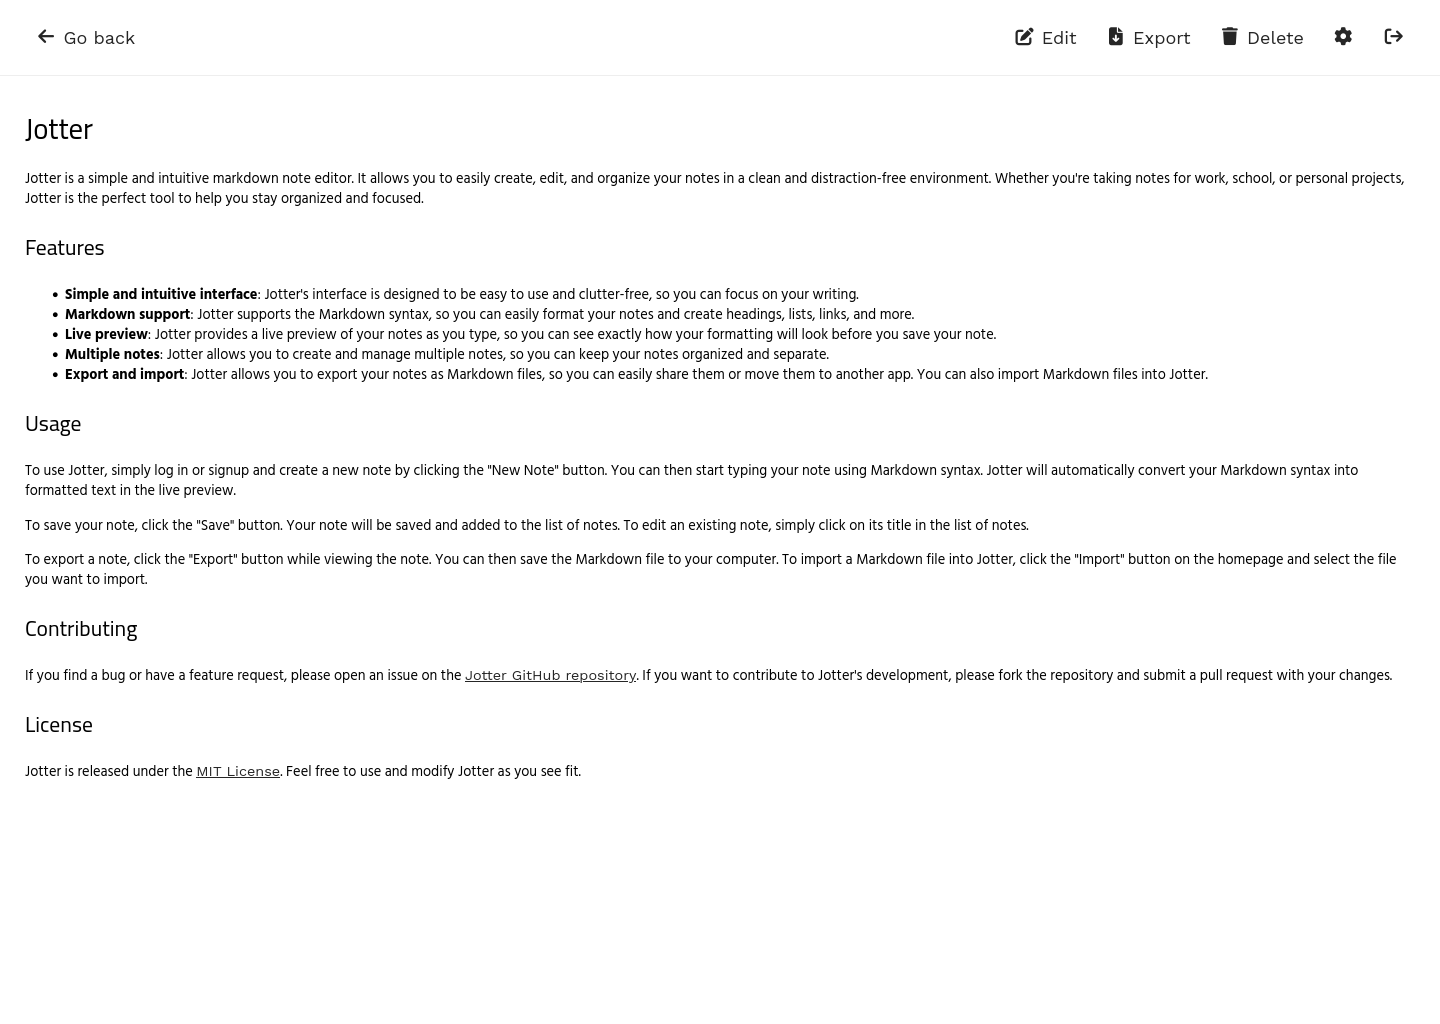 Go back
Edit
Export
Delete
Jotter
Jotter is a simple and intuitive markdown note editor. It allows you to easily create, edit, and organize your notes in a clean and distraction-free environment. Whether you're taking notes for work, school, or personal projects,
Jotter is the perfect tool to help you stay organized and focused.
Features
• Simple and intuitive interface: Jotter's interface is designed to be easy to use and clutter-free, so you can focus on your writing.
• Markdown support: Jotter supports the Markdown syntax, so you can easily format your notes and create headings, lists, links, and more.
• Live preview: Jotter provides a live preview of your notes as you type, so you can see exactly how your formatting will look before you save your note.
• Multiple notes: Jotter allows you to create and manage multiple notes, so you can keep your notes organized and separate.
• Export and import: Jotter allows you to export your notes as Markdown files, so you can easily share them or move them to another app. You can also import Markdown files into Jotter.
Usage
To use Jotter, simply log in or signup and create a new note by clicking the "New Note" button. You can then start typing your note using Markdown syntax. Jotter will automatically convert your Markdown syntax into
formatted text in the live preview.
To save your note, click the "Save" button. Your note will be saved and added to the list of notes. To edit an existing note, simply click on its title in the list of notes.
To export a note, click the "Export" button while viewing the note. You can then save the Markdown file to your computer. To import a Markdown file into Jotter, click the "Import" button on the homepage and select the file
you want to import.
Contributing
If you find a bug or have a feature request, please open an issue on the Jotter GitHub repository. If you want to contribute to Jotter's development, please fork the repository and submit a pull request with your changes.
License
Jotter is released under the MIT License. Feel free to use and modify Jotter as you see fit.